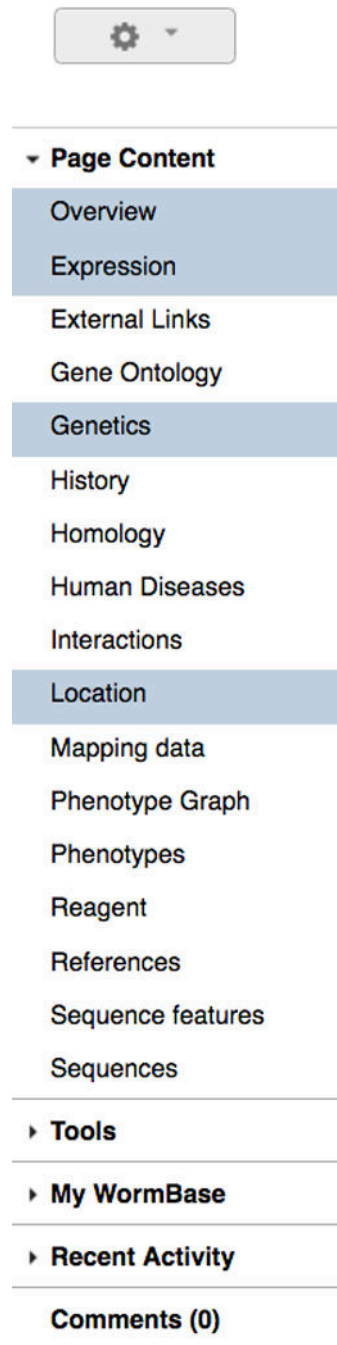 Page Content
Overview
Expression
External Links
Gene Ontology
Genetics
History
Homology
Human Diseases
Interactions
Location
Mapping data
Phenotype Graph
Phenotypes
Reagent
References
Sequence features
Sequences
Tools
My WormBase
Recent Activity
Comments (0)